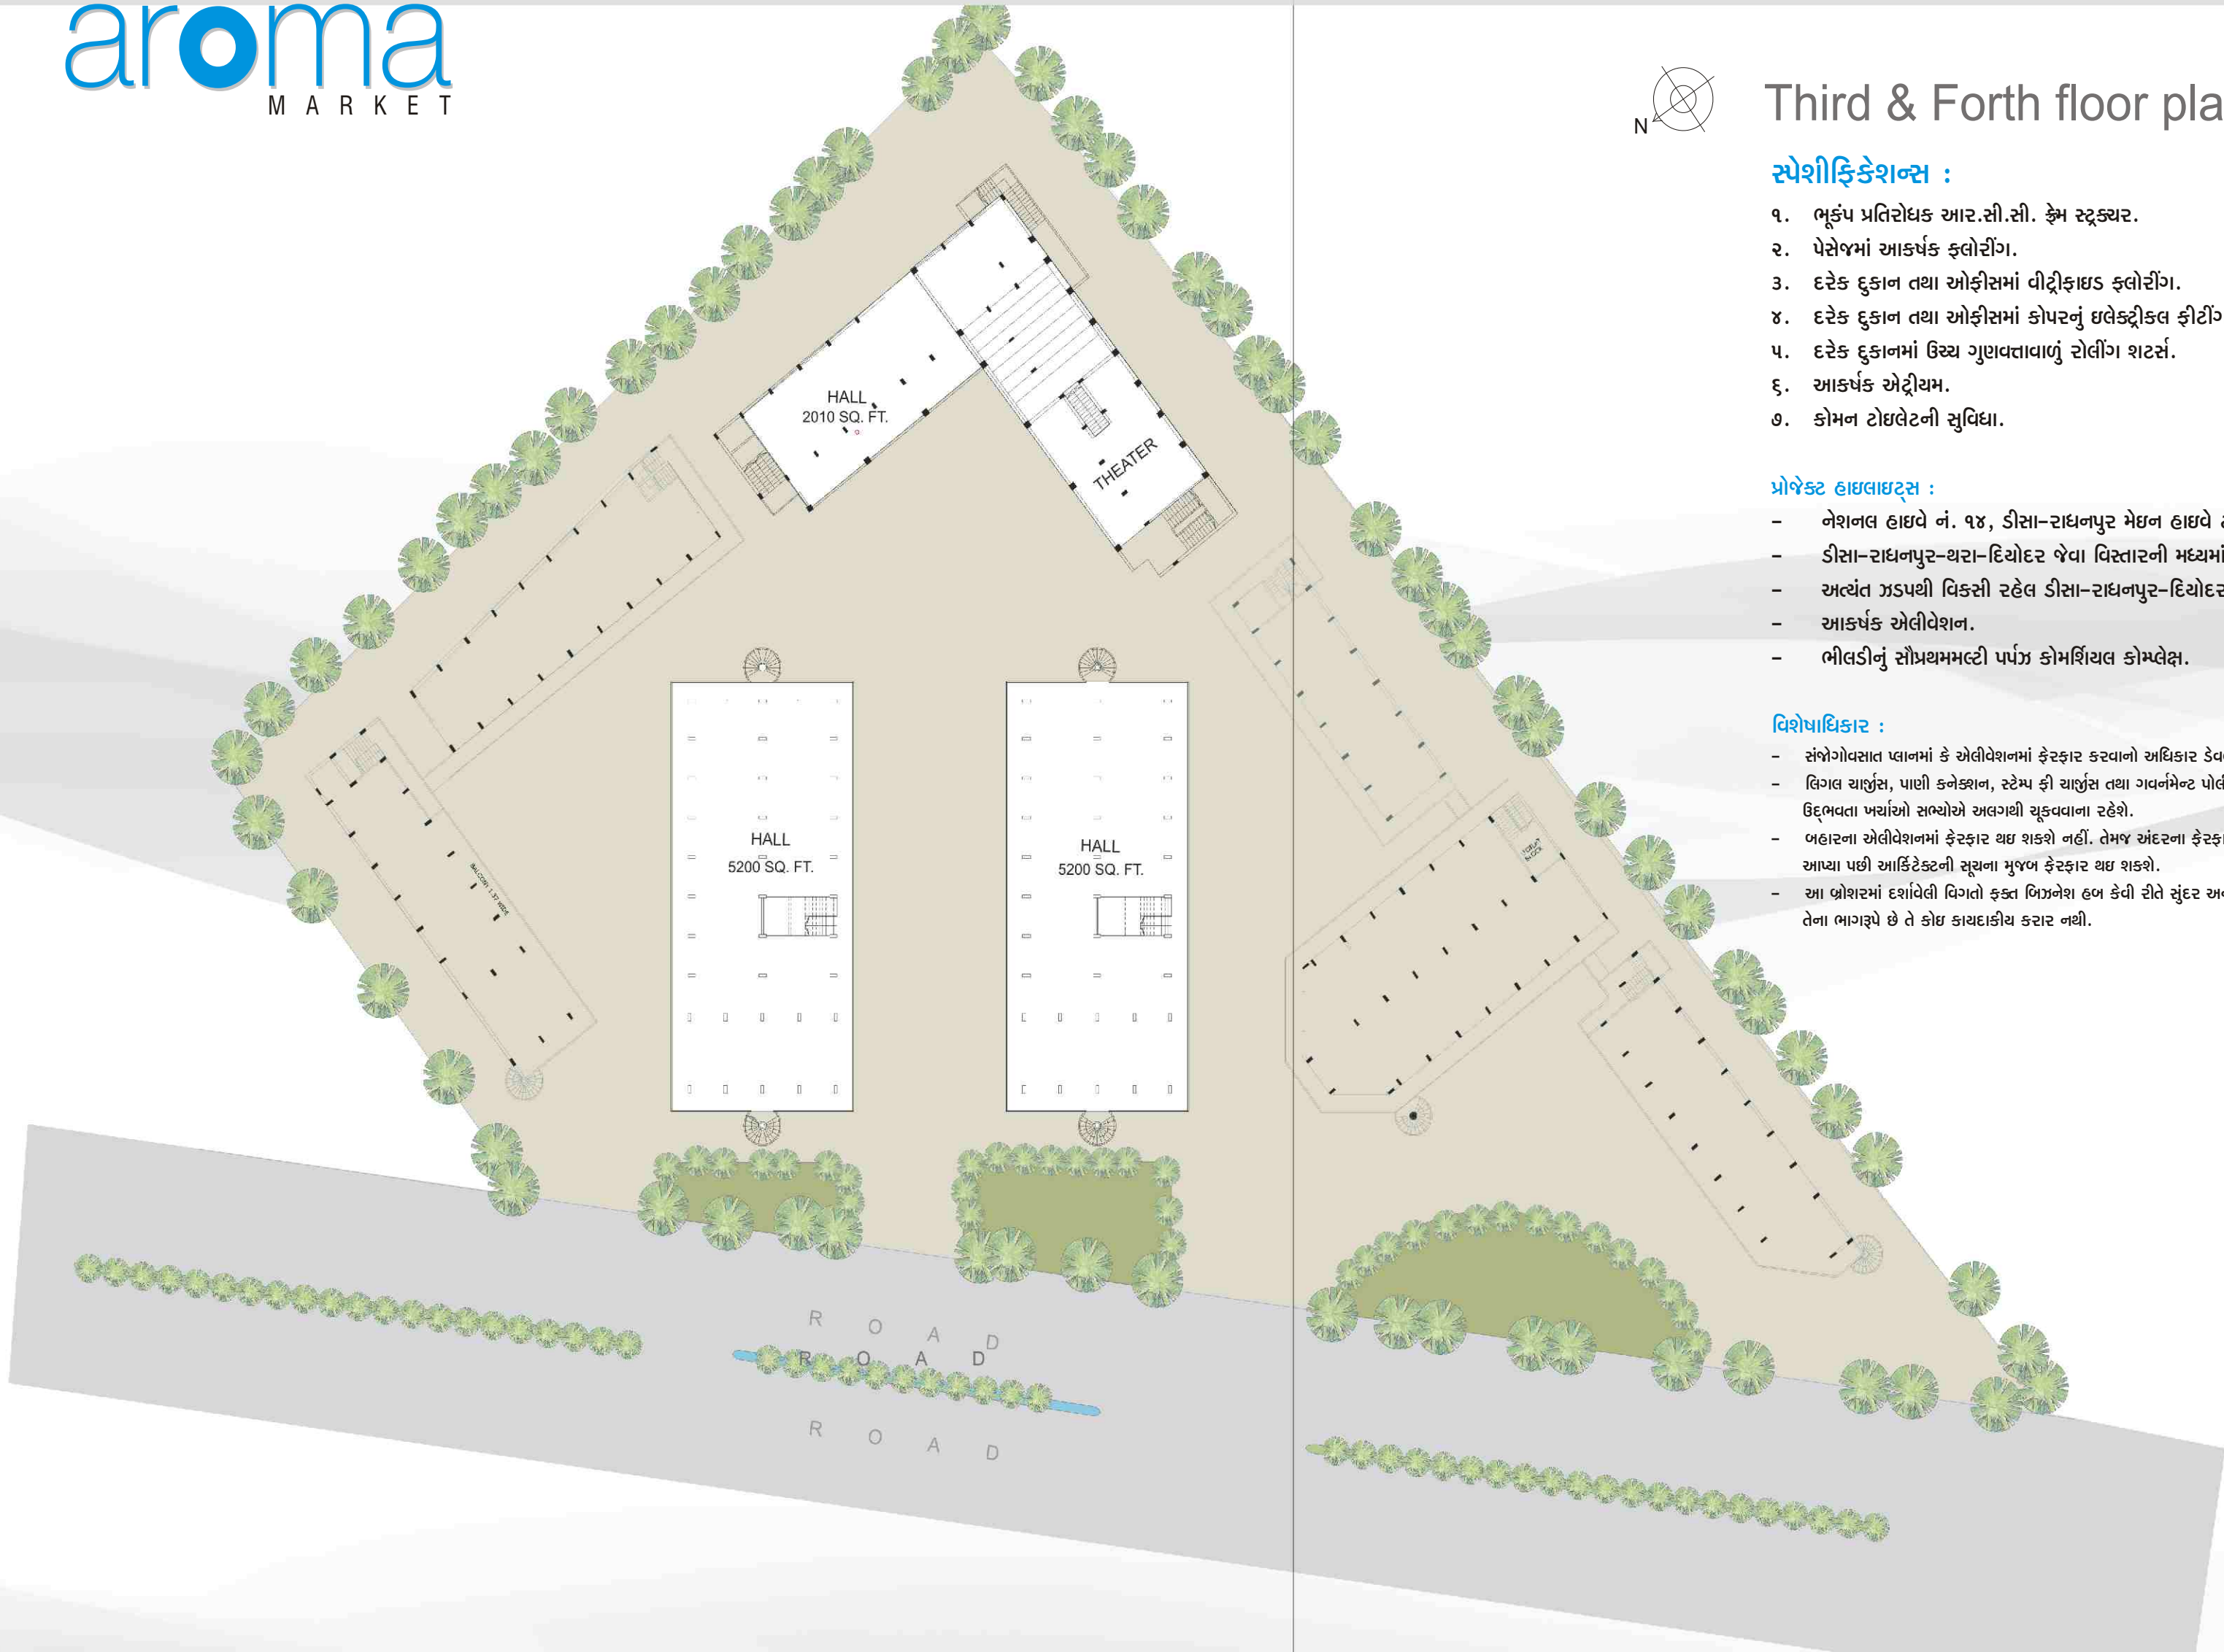 aroma
MARKET
N
Third & Forth floor pla
સ્પેશીફિકેશન્સ :
૧. ભૂકંપ પ્રતિરોધક આર.સી.સી. ફ્રેમ સ્ટ્રક્ચર.
૨. પેસેજમાં આકર્ષક ફ્લોરીંગ.
૩. દરેક દુકાન તથા ઓફીસમાં વીટ્રીફાઇડ ફ્લોરીંગ.
૪. દરેક દુકાન તથા ઓફીસમાં કોપરનું ઇલેક્ટ્રીકલ ફીટીંગ
૫. દરેક દુકાનમાં ઉચ્ચ ગુણવત્તાવાળું રોલીંગ શટર્સ.
૬. આકર્ષક એટ્રીયમ.
૭. કોમન ટોઇલેટની સુવિધા.
પ્રોજેક્ટ હાઇલાઇટ્સ :
– નેશનલ હાઇવે નં. ૧૪, ડીસા-રાધનપુર મેઇન હાઇવે
– ડીસા-રાધનપુર-થરા-દિયોદર જેવા વિસ્તારની મધ્યમાં
– અત્યંત ઝડપથી વિકસી રહેલ ડીસા-રાધનપુર-દિયોદર
– આકર્ષક એલીવેશન.
– ભીલડીનું સૌપ્રથમમલ્ટી પર્પઝ કોમર્શિયલ કોમ્પ્લેક્ષ.
વિશેષાધિકાર :
– સંજોગોવસાત પ્લાનમાં કે એલીવેશનમાં ફેરફાર કરવાનો અધિકાર ડેવ
– લિગલ ચાર્જીસ, પાણી કનેક્શન, સ્ટેમ્પ ફી ચાર્જીસ તથા ગવર્નમેન્ટ પોલ
ઉદ્ભવતા ખર્ચાઓ સભ્યોએ અલગથી ચૂકવવાના રહેશે.
– બહારના એલીવેશનમાં ફેરફાર થઇ શકશે નહીં. તેમજ અંદરના ફેરફા
આપ્યા પછી આર્કિટેક્ટની સૂચના મુજબ ફેરફાર થઇ શકશે.
– આ બ્રોશરમાં દર્શાવેલી વિગતો ફક્ત બિઝનેશ હબ કેવી રીતે સુંદર અ
તેના ભાગરૂપે છે તે કોઇ કાયદાકીય કરાર નથી.
HALL
2010 SQ. FT.
THEATER
HALL
5200 SQ. FT.
HALL
5200 SQ. FT.
BALCONY 1.37 WIDE
TOILET
BLOCK
ROAD
ROAD
ROAD